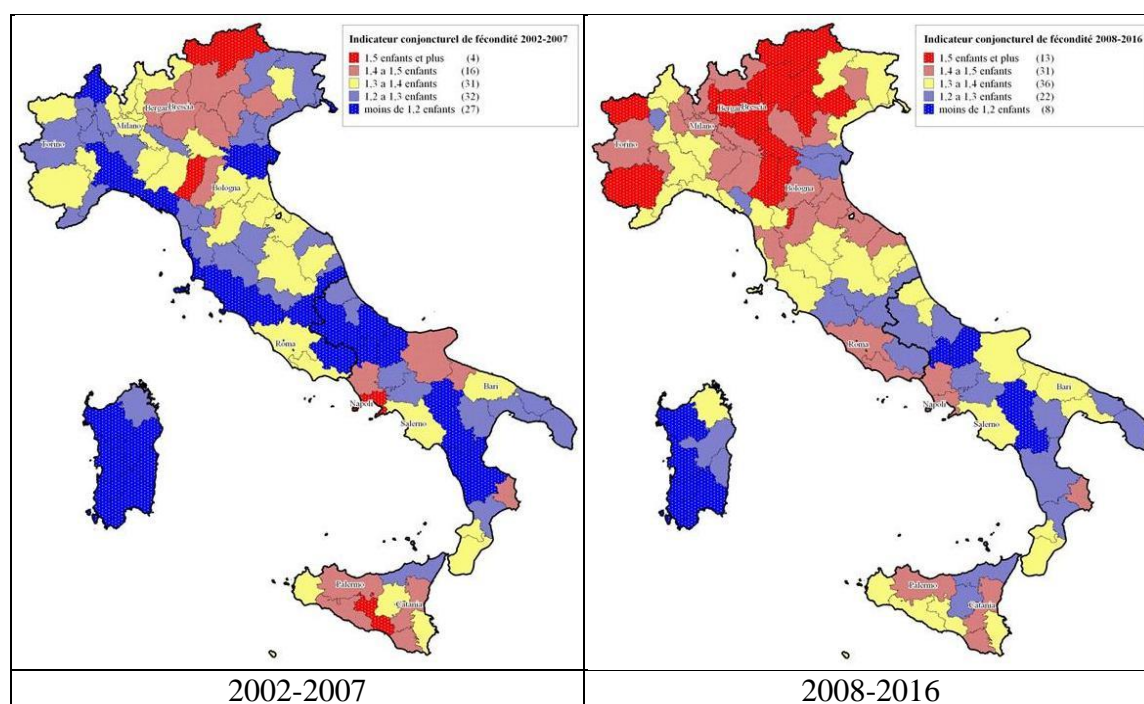 Indicateur conjoncturel de fécondité 2002-2007
1,5 enfants et plus (4)
1,4 a 1,5 enfants (16)
1,3 a 1,4 enfants (31)
1,2 a 1,3 enfants (32)
moins de 1,2 enfants (27)
Brescia
Milano
Torino
Bologna
Roma
Napoli
Bari
Salerno
Palermo
Catania
2002-2007
Indicateur conjoncturel de fécondité 2008-2016
1,5 enfants et plus (13)
1,4 a 1,5 enfants (31)
1,3 a 1,4 enfants (36)
1,2 a 1,3 enfants (22)
moins de 1,2 enfants (8)
Brescia
Milano
Torino
Bologna
Roma
Napoli
Bari
Salerno
Palermo
Catania
2008-2016